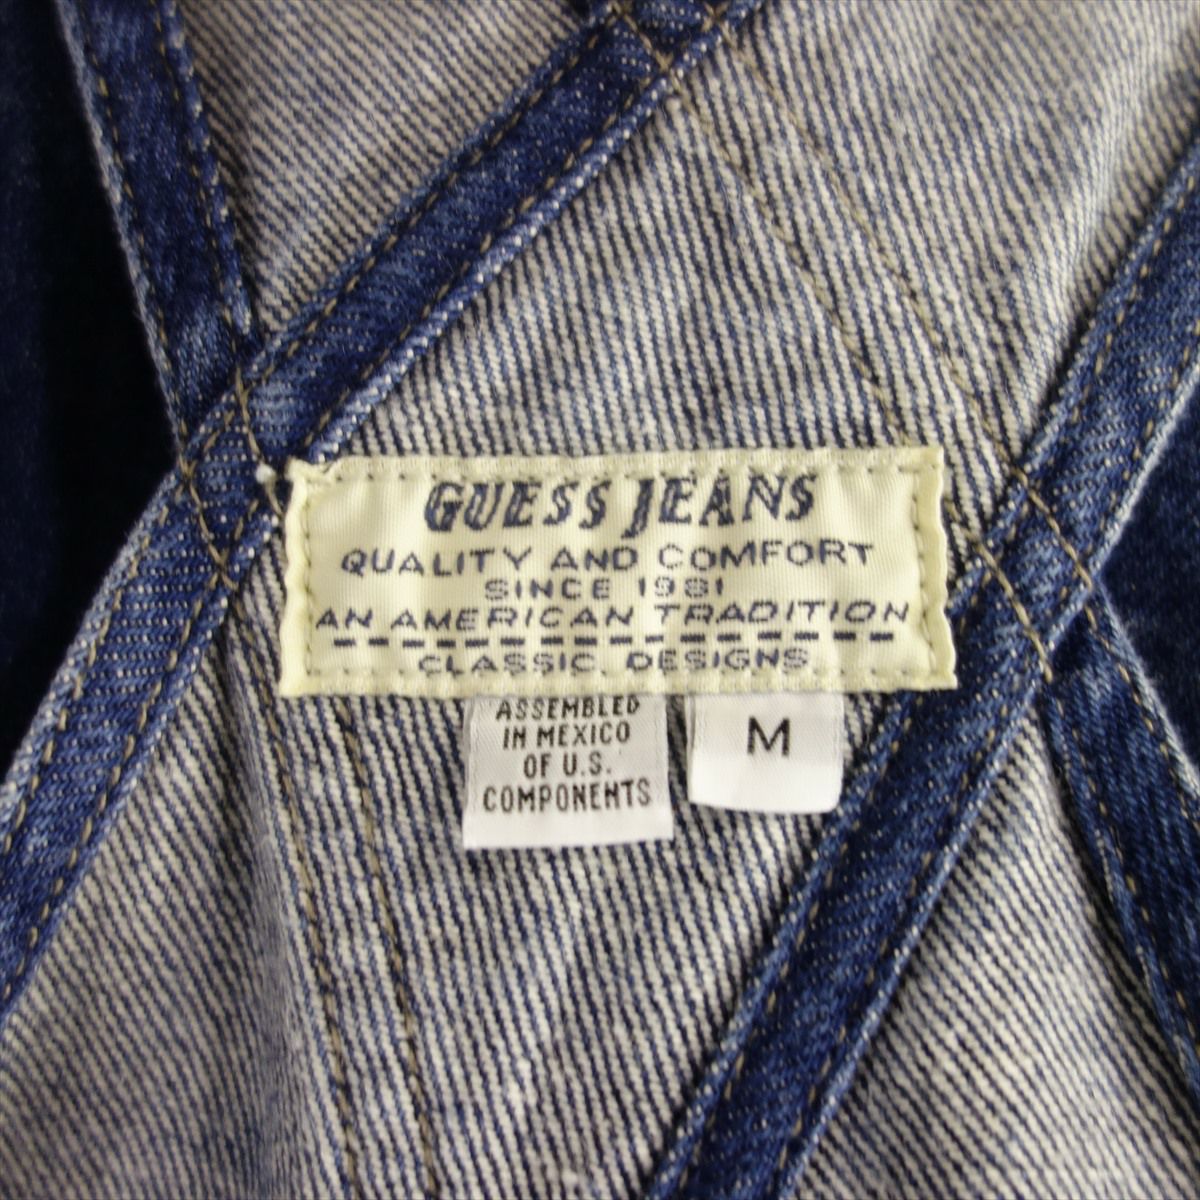 GUESS JEANS
QUALITY AND COMFORT
SINCE 1981
AN AMERICAN TRADITION
CLASSIC DESIGNS
ASSEMBLED
IN MEXICO
OF U.S.
COMPONENTS
M